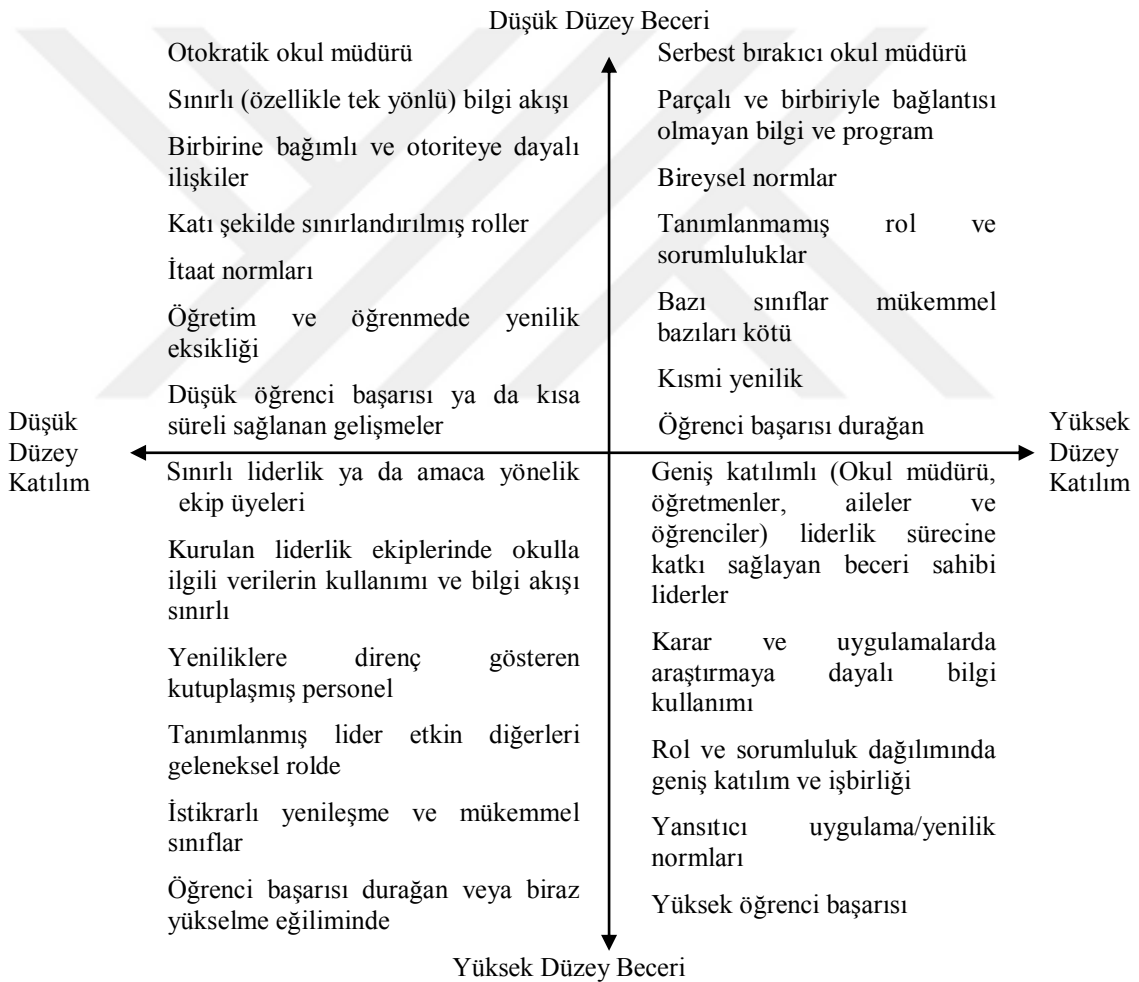 Düşük Düzey Beceri
Otokratik okul müdürü
Sınırlı (özellikle tek yönlü) bilgi akışı
Birbirine bağımlı ve otoriteye dayalı
ilişkiler
Katı şekilde sınırlandırılmış roller
İtaat normları
Öğretim ve öğrenmede yenilik
eksikliği
Düşük öğrenci başarısı ya da kısa
süreli sağlanan gelişmeler
Serbest bırakıcı okul müdürü
Parçalı ve birbiriyle bağlantısı
olmayan bilgi ve program
Bireysel normlar
Tanımlanmamış rol ve
sorumluluklar
Bazı sınıflar mükemmel
bazıları kötü
Kısmi yenilik
Öğrenci başarısı durağan
Düşük
Düzey
Katılım
Yüksek
Düzey
Katılım
Sınırlı liderlik ya da amaca yönelik
ekip üyeleri
Kurulan liderlik ekiplerinde okulla
ilgili verilerin kullanımı ve bilgi akışı
sınırlı
Yeniliklere direnç gösteren
kutuplaşmış personel
Tanımlanmış lider etkin diğerleri
geleneksel rolde
İstikrarlı yenileşme ve mükemmel
sınıflar
Öğrenci başarısı durağan veya biraz
yükselme eğiliminde
Geniş katılımlı (Okul müdürü,
öğretmenler, aileler ve
öğrenciler) liderlik sürecine
katkı sağlayan beceri sahibi
liderler
Karar ve uygulamalarda
araştırmaya dayalı bilgi
kullanımı
Rol ve sorumluluk dağılımında
geniş katılım ve işbirliği
Yansıtıcı uygulama/yenilik
normları
Yüksek öğrenci başarısı
Yüksek Düzey Beceri